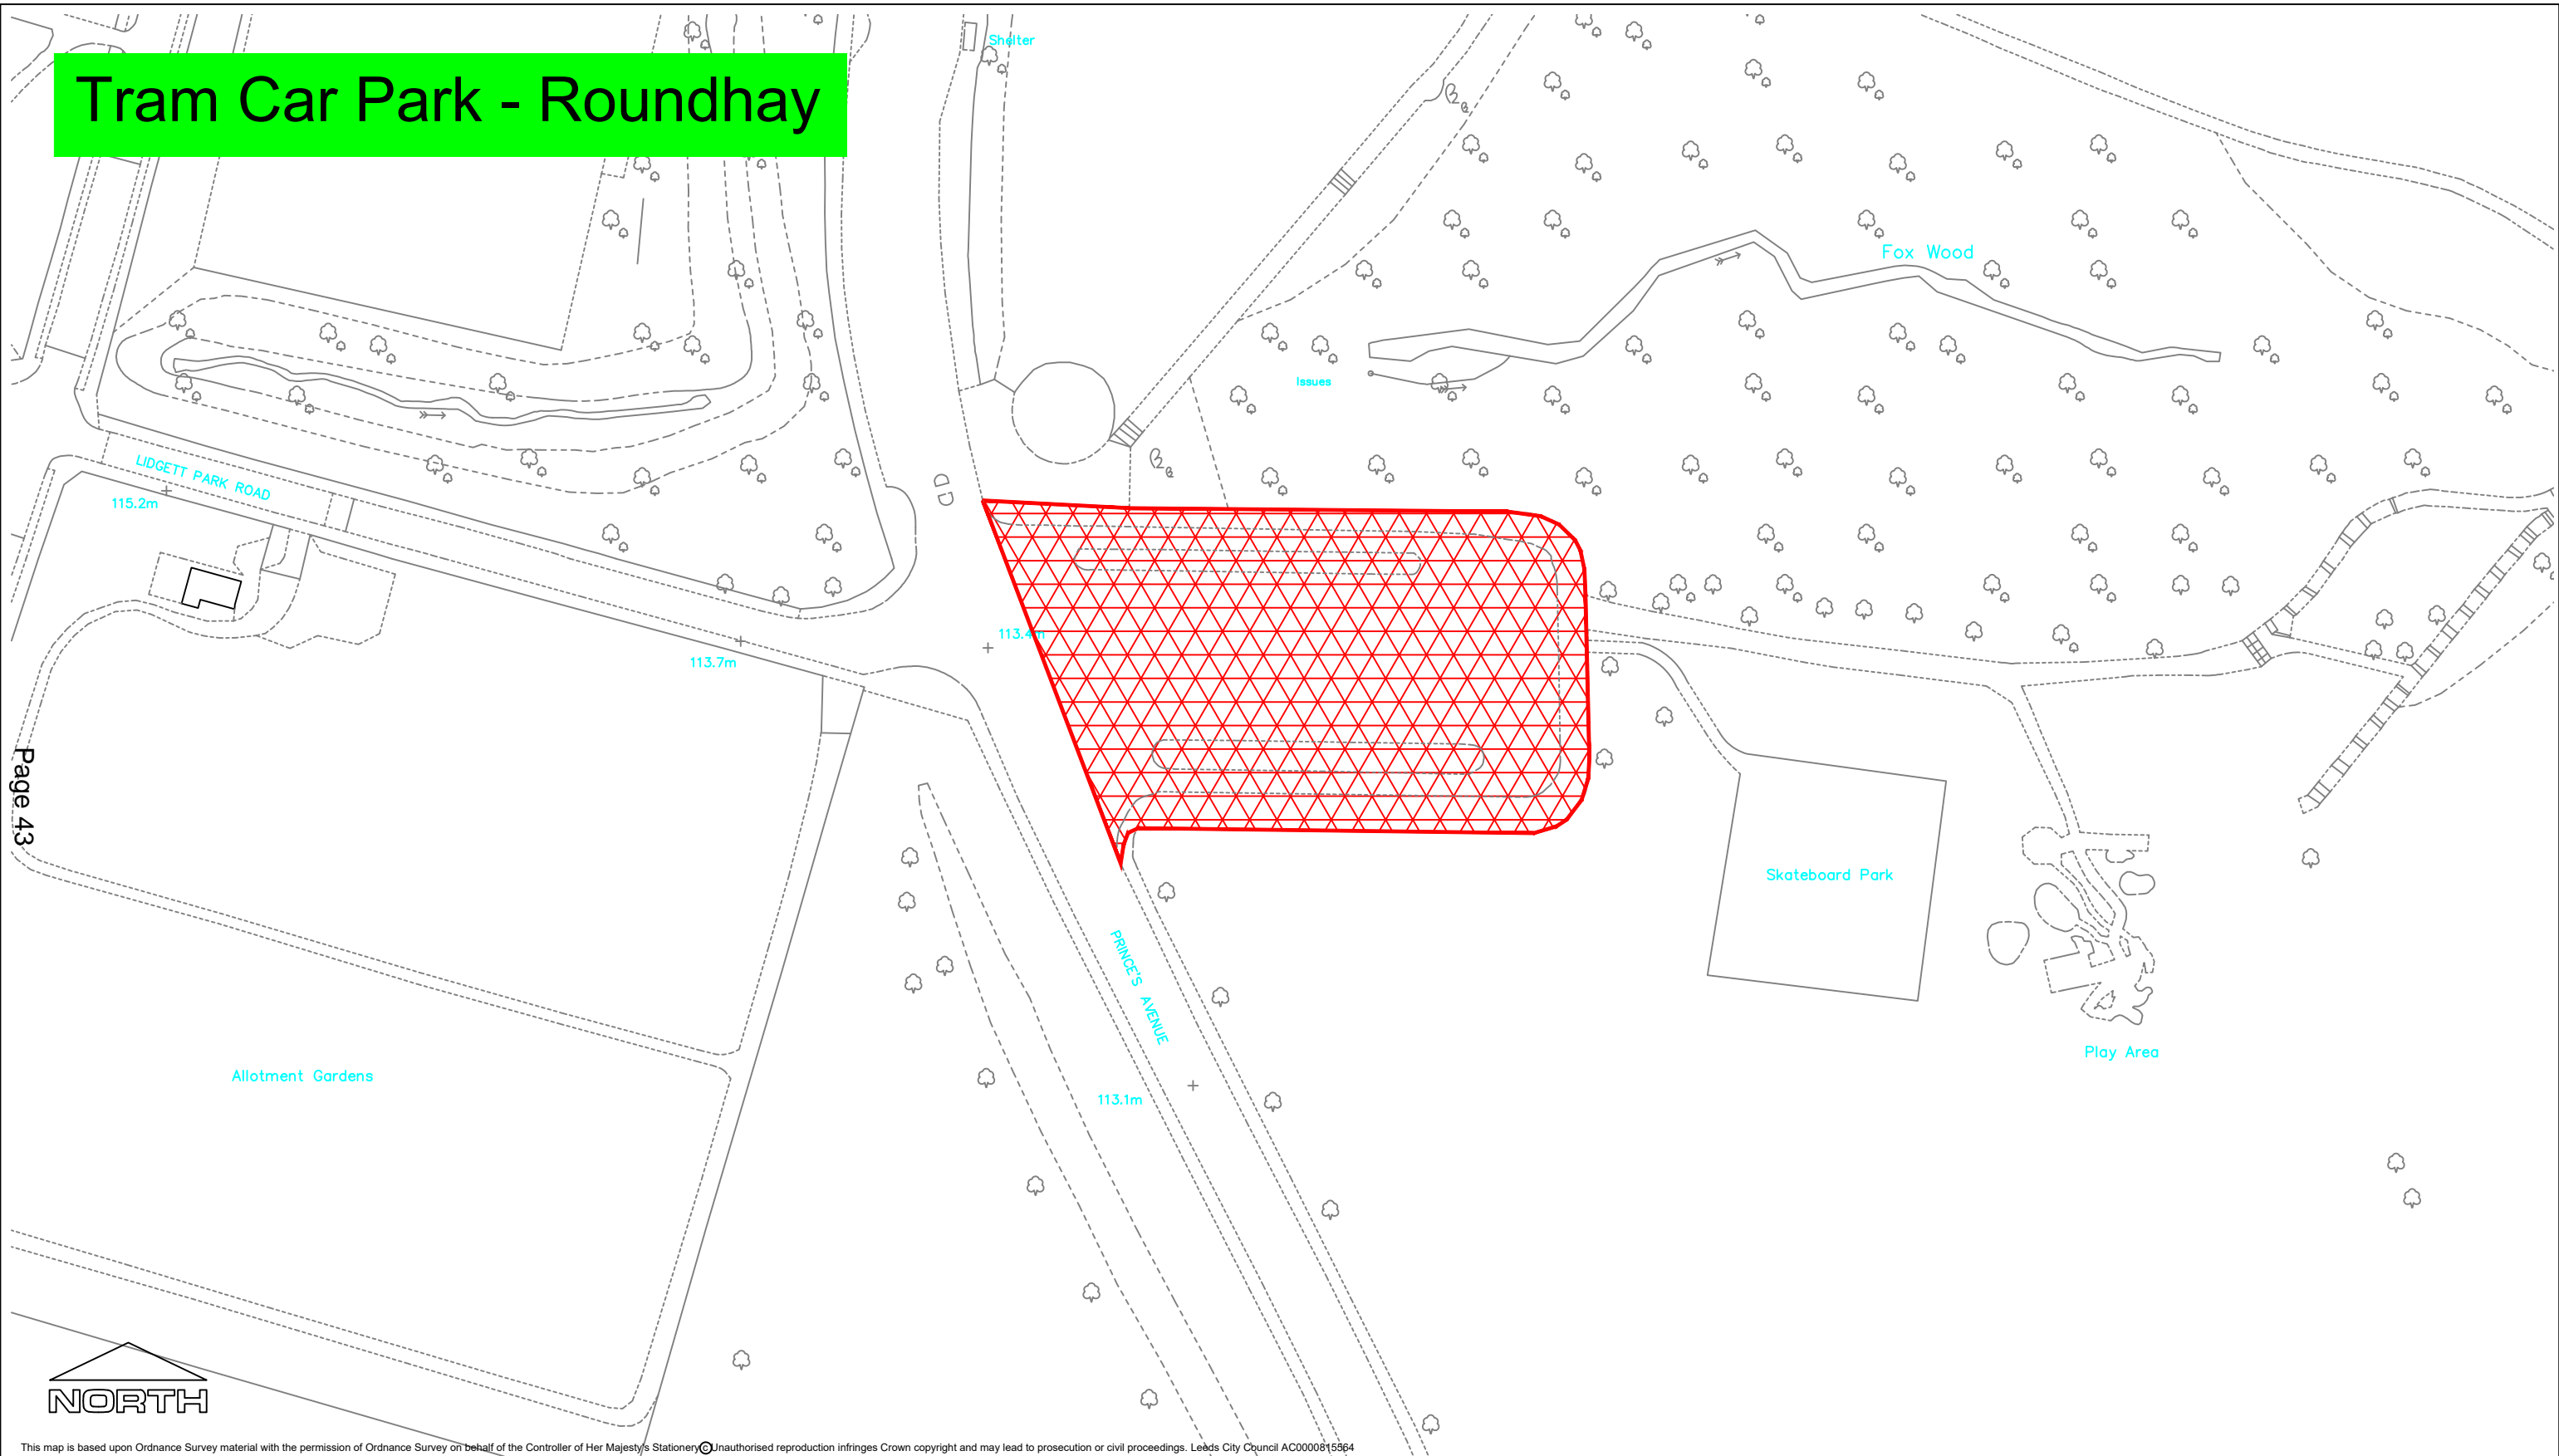 Shelter
Tram Car Park - Roundhay
Fox Wood
Issues
LIDGETT PARK ROAD
115.2m
113.4m
113.7m
Page 43
Skateboard Park
PRINCE'S AVENUE
Play Area
Allotment Gardens
113.1m
NORTH
This map is based upon Ordnance Survey material with the permission of Ordnance Survey on behalf of the Controller of Her Majesty's Stationery © Unauthorised reproduction infringes Crown copyright and may lead to prosecution or civil proceedings. Leeds City Council AC0000815564